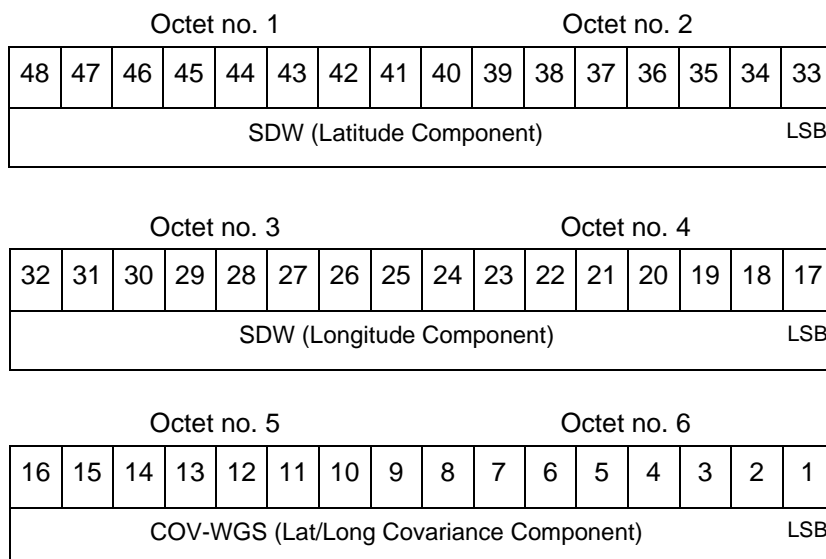 Octet no. 1 Octet no. 2
48 47 46 45 44 43 42 41 40 39 38 37 36 35 34 33
SDW (Latitude Component) LSB
Octet no. 3 Octet no. 4
32 31 30 29 28 27 26 25 24 23 22 21 20 19 18 17
SDW (Longitude Component) LSB
Octet no. 5 Octet no. 6
16 15 14 13 12 11 10 9 8 7 6 5 4 3 2 1
COV-WGS (Lat/Long Covariance Component) LSB